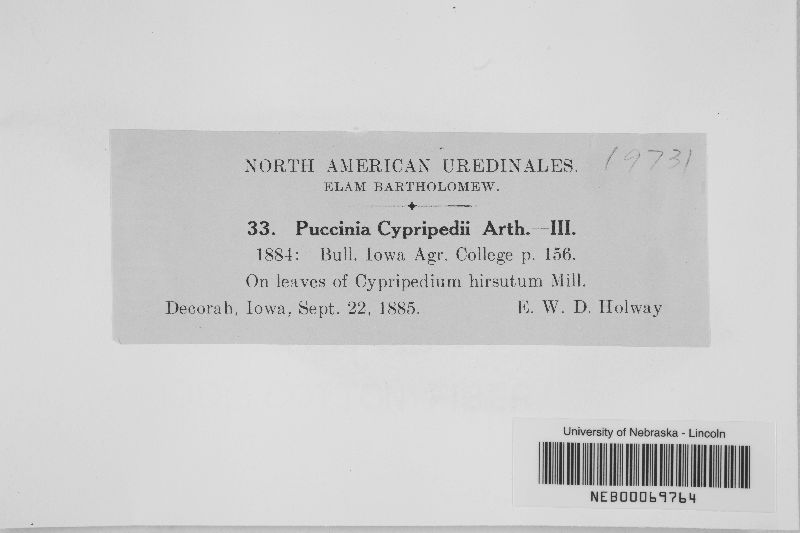 NORTH AMERICAN UREDINALES. 19731
ELAM BARTHOLOMEW.
33. Puccinia Cypripedii Arth.—III.
1884: Bull. Iowa Agr. College p. 156.
On leaves of Cypripedium hirsutum Mill.
Decorah, Iowa, Sept. 22, 1885. E. W. D. Holway
University of Nebraska - Lincoln
NEB00069764